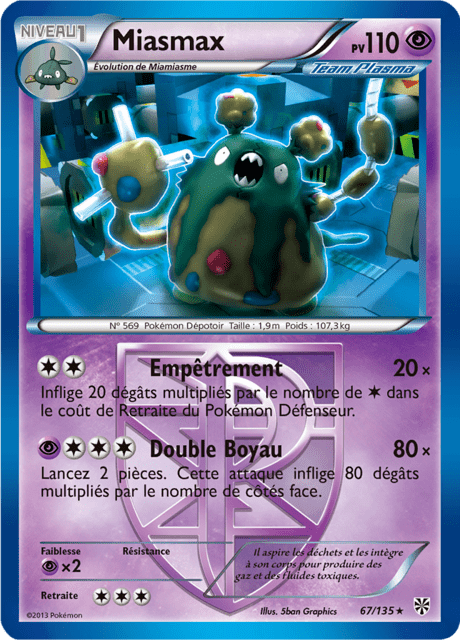 NIVEAU 1
Miasmax
PV110
Évolution de Miamiasme
Team Plasma
N° 569 Pokémon Dépotoir Taille : 1,9 m Poids : 107,3 kg
Empêtrement 20×
Inflige 20 dégâts multipliés par le nombre de dans
le coût de Retraite du Pokémon Défenseur.
Double Boyau 80×
Lancez 2 pièces. Cette attaque inflige 80 dégâts
multipliés par le nombre de côtés face.
Faiblesse Résistance
×2
Il aspire les déchets et les intègre
à son corps pour produire des
gaz et des fluides toxiques.
Retraite
©2013 Pokémon
Illus. 5ban Graphics
67/135★